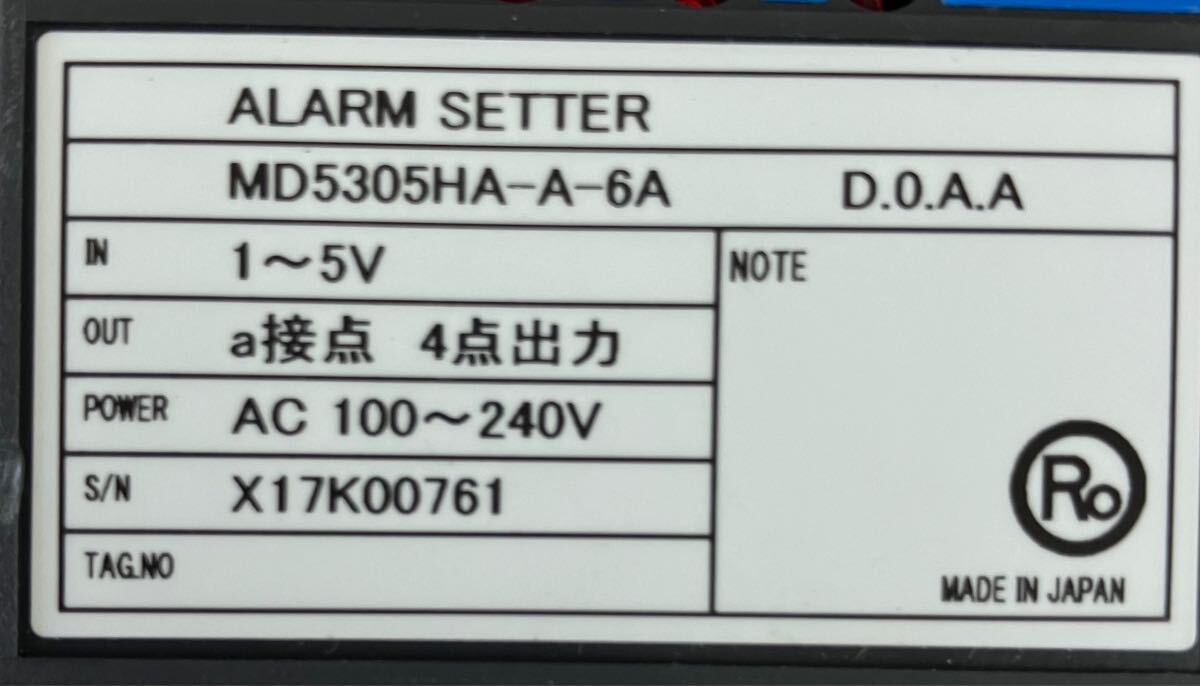 ALARM SETTER
MD5305HA-A-6A D.O.A.A
IN 1～5V
OUT a接点 4点出力
POWER AC 100～240V
S/N X17K00761
TAG.NO
NOTE
Ro
MADE IN JAPAN